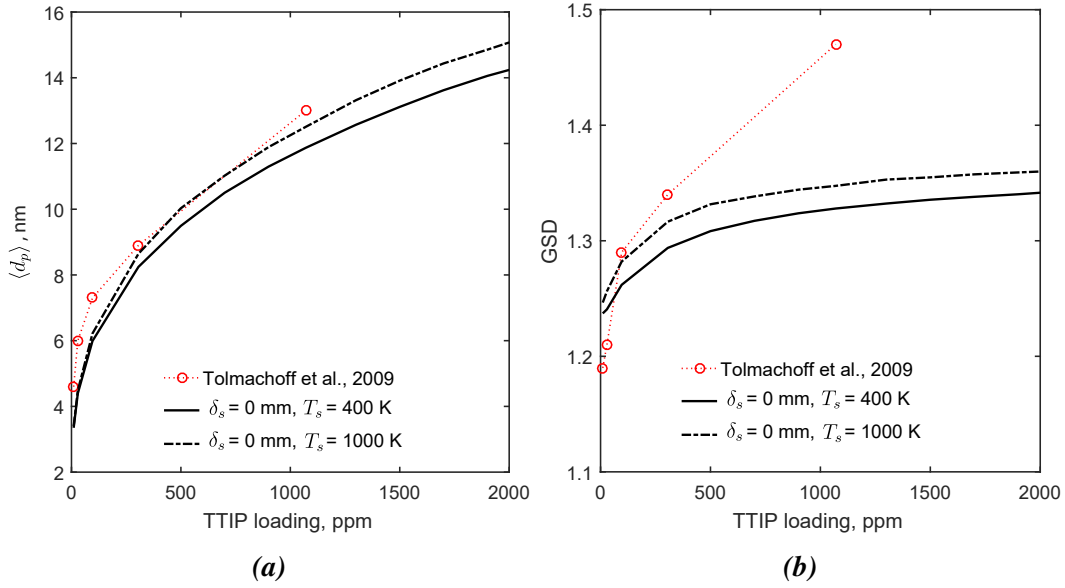 16
14
12
10
8
6
4
2
⟨d_p⟩, nm
Tolmachoff et al., 2009
δ_s = 0 mm, T_s = 400 K
δ_s = 0 mm, T_s = 1000 K
0 500 1000 1500 2000
TTIP loading, ppm
(a)
1.5
1.4
1.3
1.2
1.1
GSD
Tolmachoff et al., 2009
δ_s = 0 mm, T_s = 400 K
δ_s = 0 mm, T_s = 1000 K
0 500 1000 1500 2000
TTIP loading, ppm
(b)